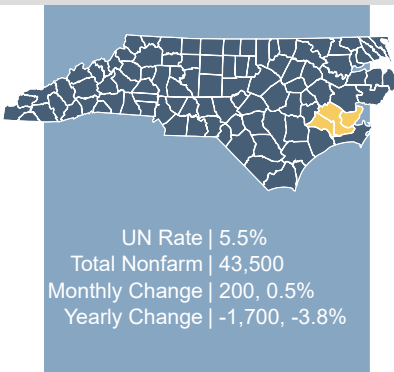 UN Rate | 5.5%
Total Nonfarm | 43,500
Monthly Change | 200, 0.5%
Yearly Change | -1,700, -3.8%